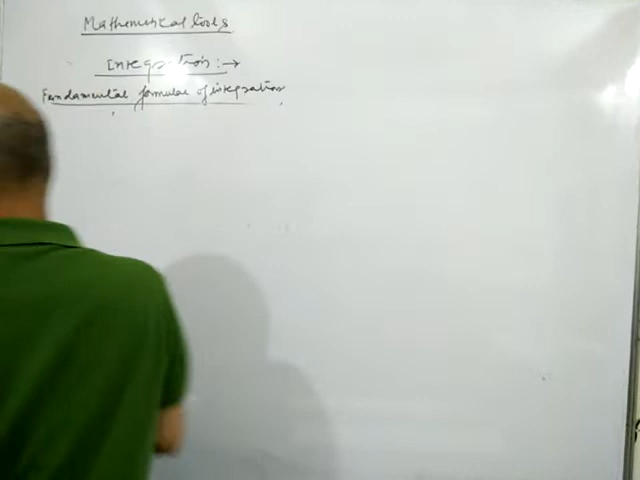 Mathematical tools
Integration :→
Fundamental formulae of integration